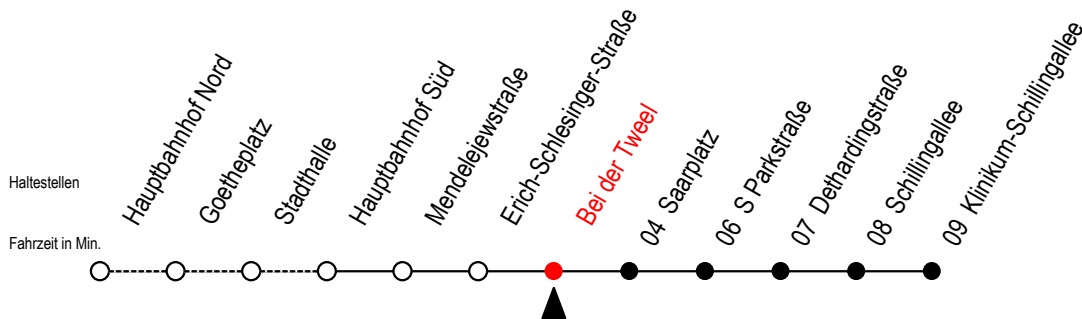 Haltestellen
Fahrzeit in Min.
Hauptbahnhof Nord
Goetheplatz
Stadthalle
Hauptbahnhof Süd
Mendelejewstraße
Erich-Schlesinger-Straße
Bei der Tweel
04 Saarplatz
06 S Parkstraße
07 Dethardingstraße
08 Schillingallee
09 Klinikum-Schillingallee